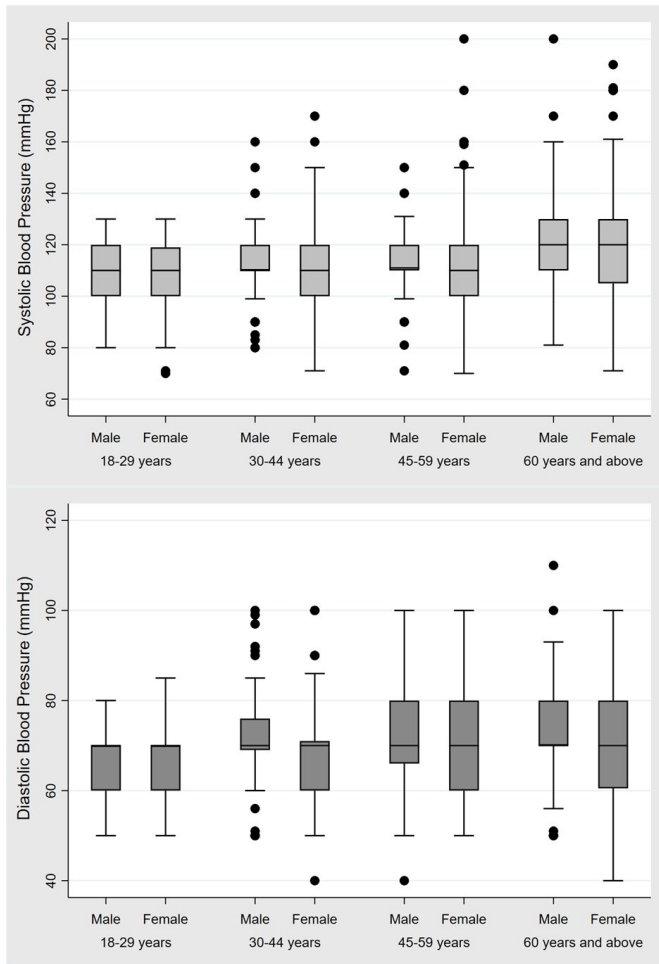 Systolic Blood Pressure (mmHg)
200
180
160
140
120
100
80
60
Male Female Male Female Male Female Male Female
18-29 years 30-44 years 45-59 years 60 years and above
Diastolic Blood Pressure (mmHg)
120
100
80
60
40
Male Female Male Female Male Female Male Female
18-29 years 30-44 years 45-59 years 60 years and above